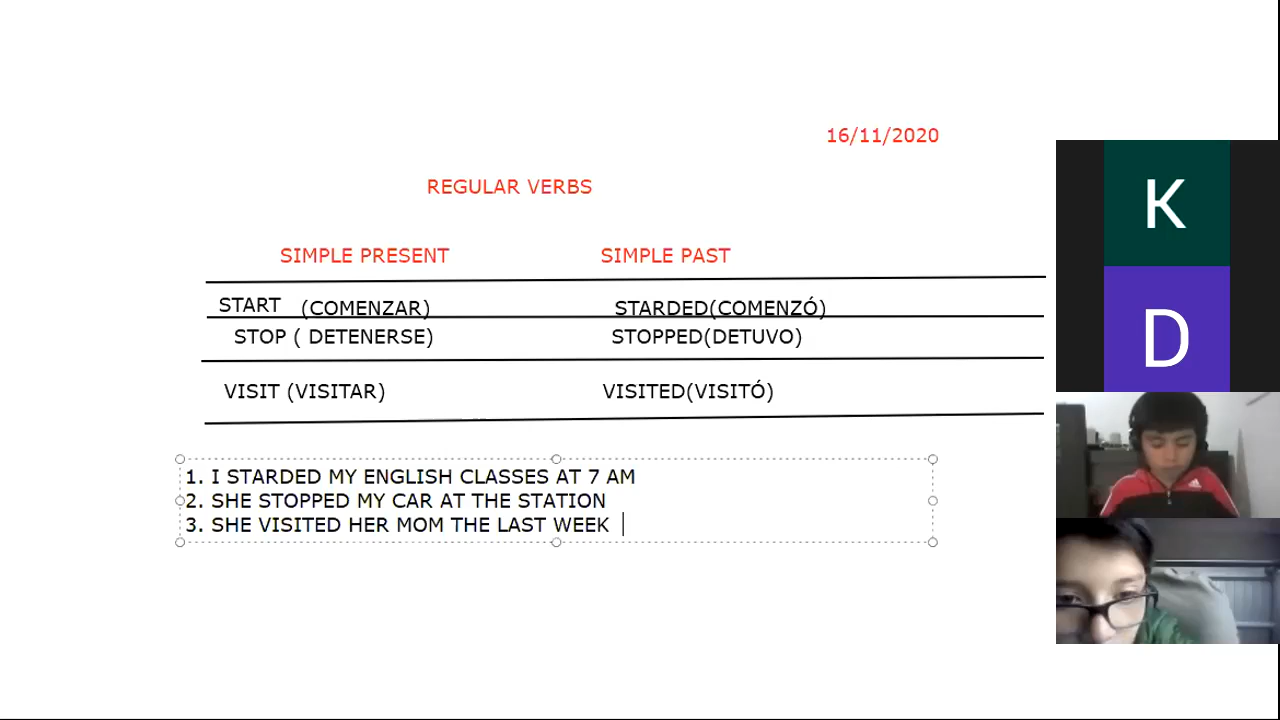 16/11/2020
REGULAR VERBS
SIMPLE PRESENT SIMPLE PAST
START (COMENZAR) STARDED(COMENZÓ)
STOP ( DETENERSE) STOPPED(DETUVO)
VISIT (VISITAR) VISITED(VISITÓ)
1. I STARDED MY ENGLISH CLASSES AT 7 AM
2. SHE STOPPED MY CAR AT THE STATION
3. SHE VISITED HER MOM THE LAST WEEK
K
D